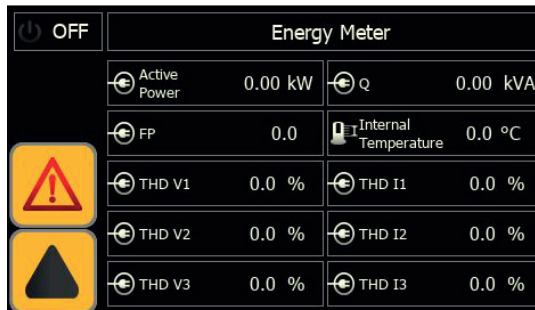 OFF
Energy Meter
Active Power 0.00 kW
Q 0.00 kVA
FP 0.0
Internal Temperature 0.0 °C
THD V1 0.0 %
THD I1 0.0 %
THD V2 0.0 %
THD I2 0.0 %
THD V3 0.0 %
THD I3 0.0 %